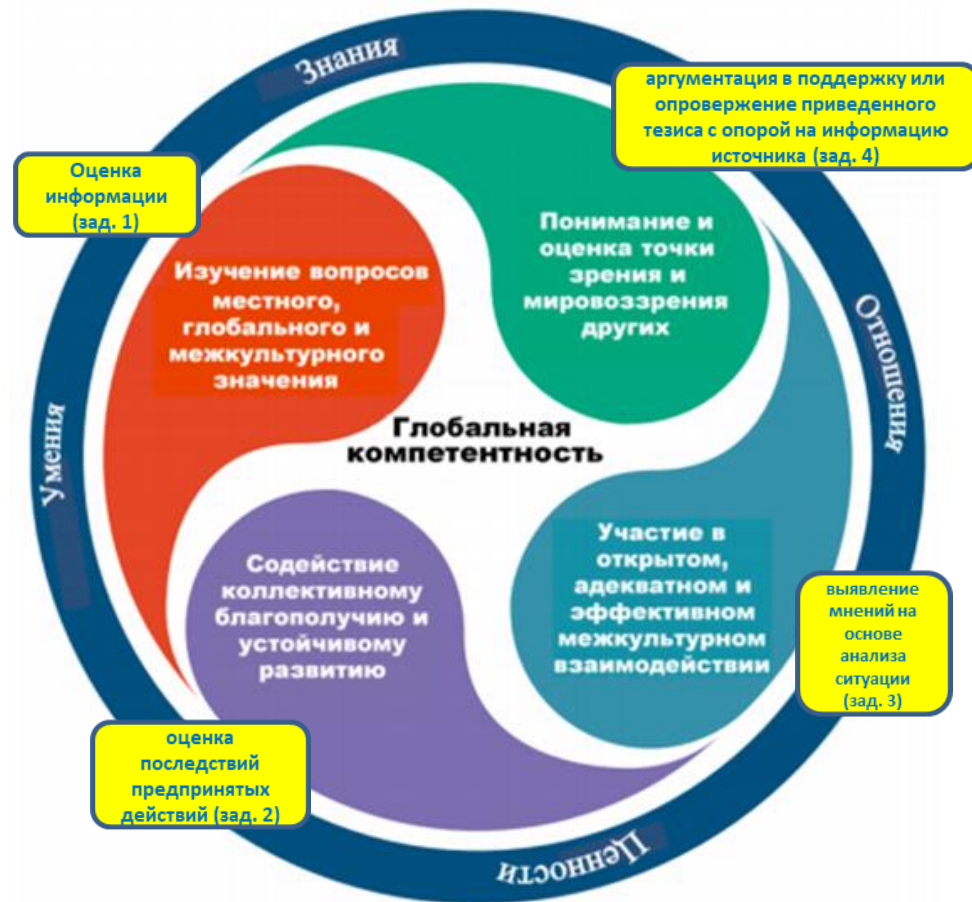 Знания
аргументация в поддержку или
опровержение приведенного
тезиса с опорой на информацию
источника (зад. 4)
Оценка
информации
(зад. 1)
Понимание и
оценка точки
зрения и
мировоззрения
других
Изучение вопросов
местного,
глобального и
межкультурного
значения
Отношения
Глобальная
компетентность
Умения
Содействие
коллективному
благополучию и
устойчивому
развитию
Участие в
открытом,
адекватном и
эффективном
межкультурном
взаимодействии
выявление
мнений на
основе
анализа
ситуации
(зад. 3)
оценка
последствий
предпринятых
действий (зад. 2)
Ценности